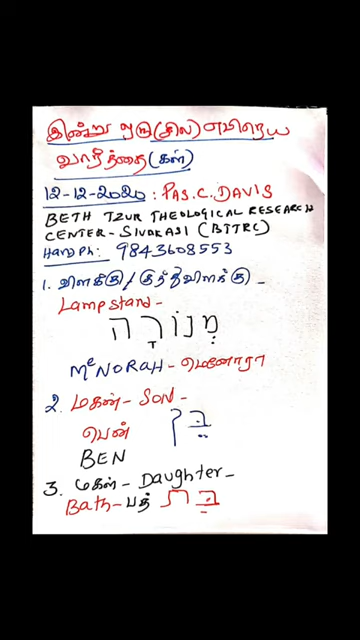 இன்று ஒரு(சில) எபிரெய
வார்த்தை(கள்)
12-12-2020 : PAS. C. DAVIS
BETH TZUR THEOLOGICAL RESEARCH
CENTER - SIVAKASI (BTTRC)
Hand Ph: 9843608553
1. விளக்கு / குத்துவிளக்கு -
Lampstand -
מְנוֹרָה
MᵉNORAH - மெனோரா
2. மகன் - SON -
பென் בֵּן
BEN
3. மகள் - Daughter -
Bath - பத் בַּת